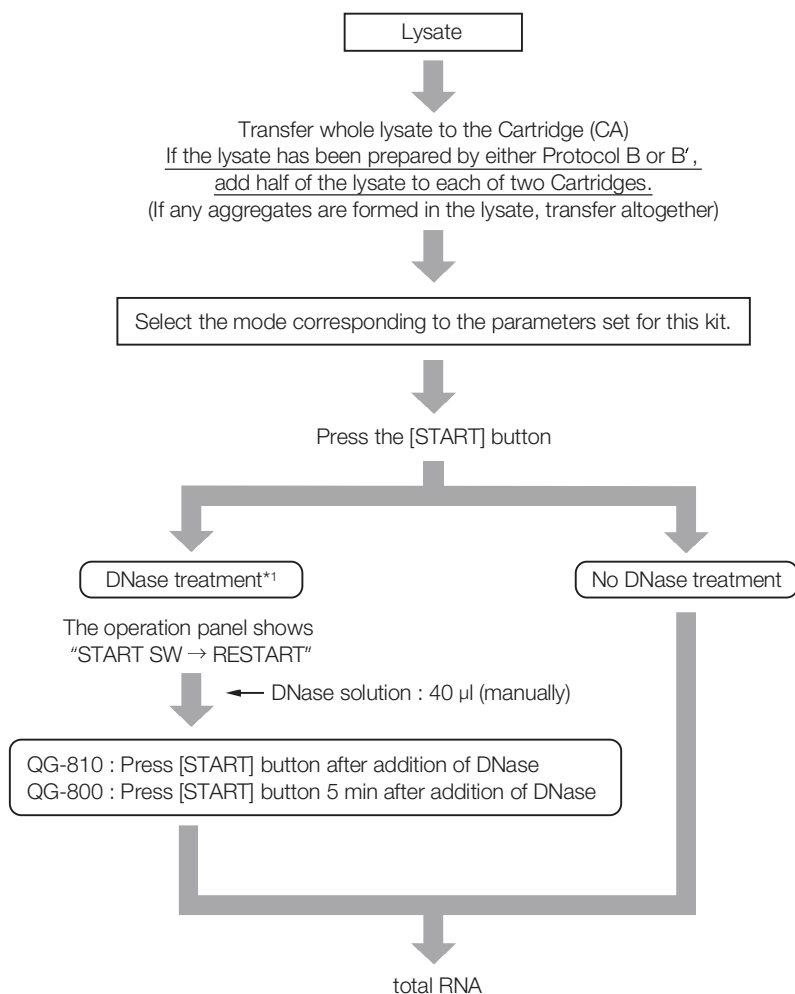 Lysate
Transfer whole lysate to the Cartridge (CA)
If the lysate has been prepared by either Protocol B or B′,
add half of the lysate to each of two Cartridges.
(If any aggregates are formed in the lysate, transfer altogether)
Select the mode corresponding to the parameters set for this kit.
Press the [START] button
DNase treatment*1
No DNase treatment
The operation panel shows
“START SW → RESTART”
DNase solution : 40 µl (manually)
QG-810 : Press [START] button after addition of DNase
QG-800 : Press [START] button 5 min after addition of DNase
total RNA